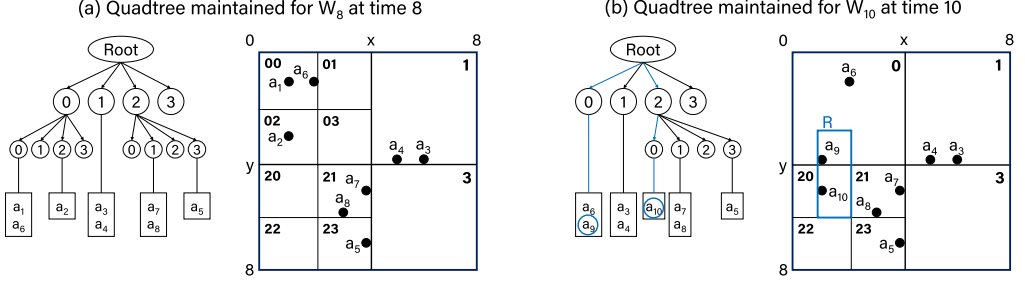 (a) Quadtree maintained for W8 at time 8
Root
0 1 2 3
0 1 2 3 0 1 2 3
a1 a6
a2
a3 a4
a7 a8
a5
0 x 8
00 a6 01 1
a1
02 03
a2
a4 a3
y
20 21 3
a7
a8
22 23
a5
8
(b) Quadtree maintained for W10 at time 10
Root
0 1 2 3
0 1 2 3
a6 a9
a3 a4
a10
a7 a8
a5
0 x 8
0 1
a6
R
a9 a4 a3
y
20 21 3
a7
a10
a8
22 23
a5
8